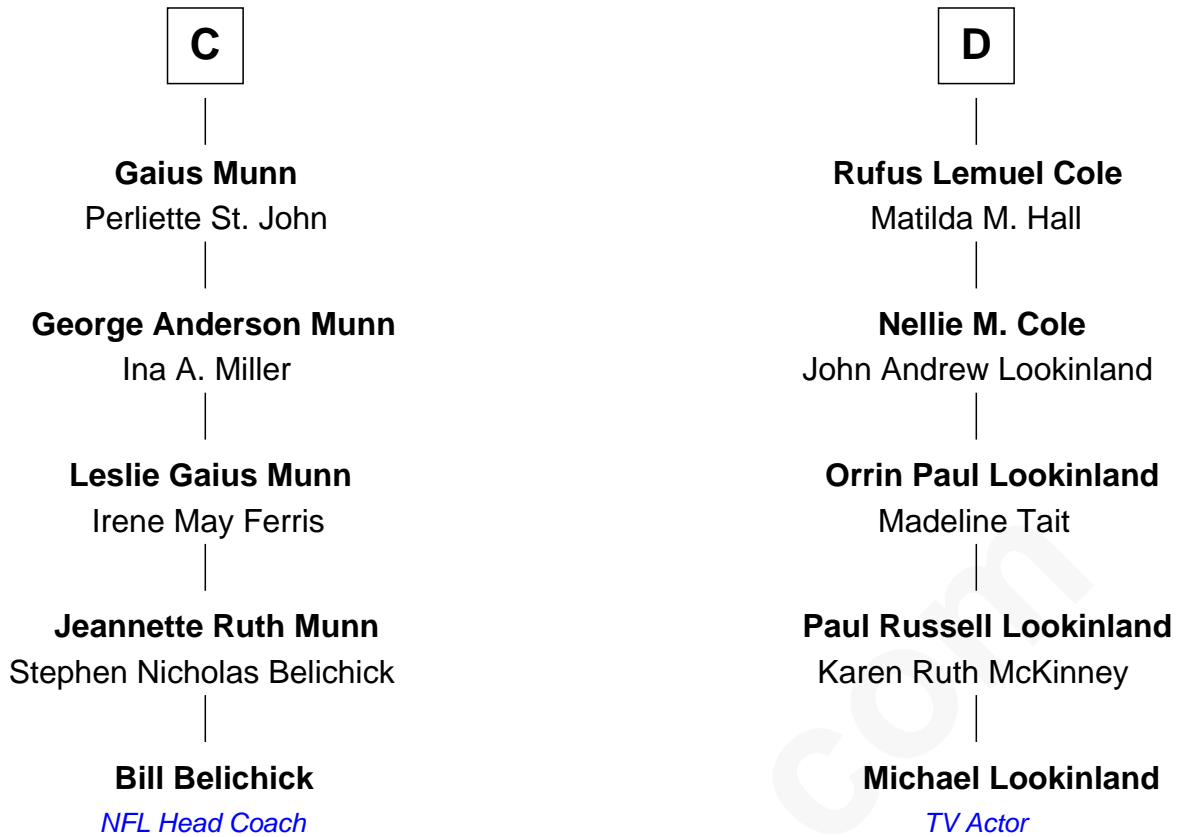 C
Gaius Munn
Perliette St. John
George Anderson Munn
Ina A. Miller
Leslie Gaius Munn
Irene May Ferris
Jeannette Ruth Munn
Stephen Nicholas Belichick
Bill Belichick
NFL Head Coach
D
Rufus Lemuel Cole
Matilda M. Hall
Nellie M. Cole
John Andrew Lookinland
Orrin Paul Lookinland
Madeline Tait
Paul Russell Lookinland
Karen Ruth McKinney
Michael Lookinland
TV Actor
com